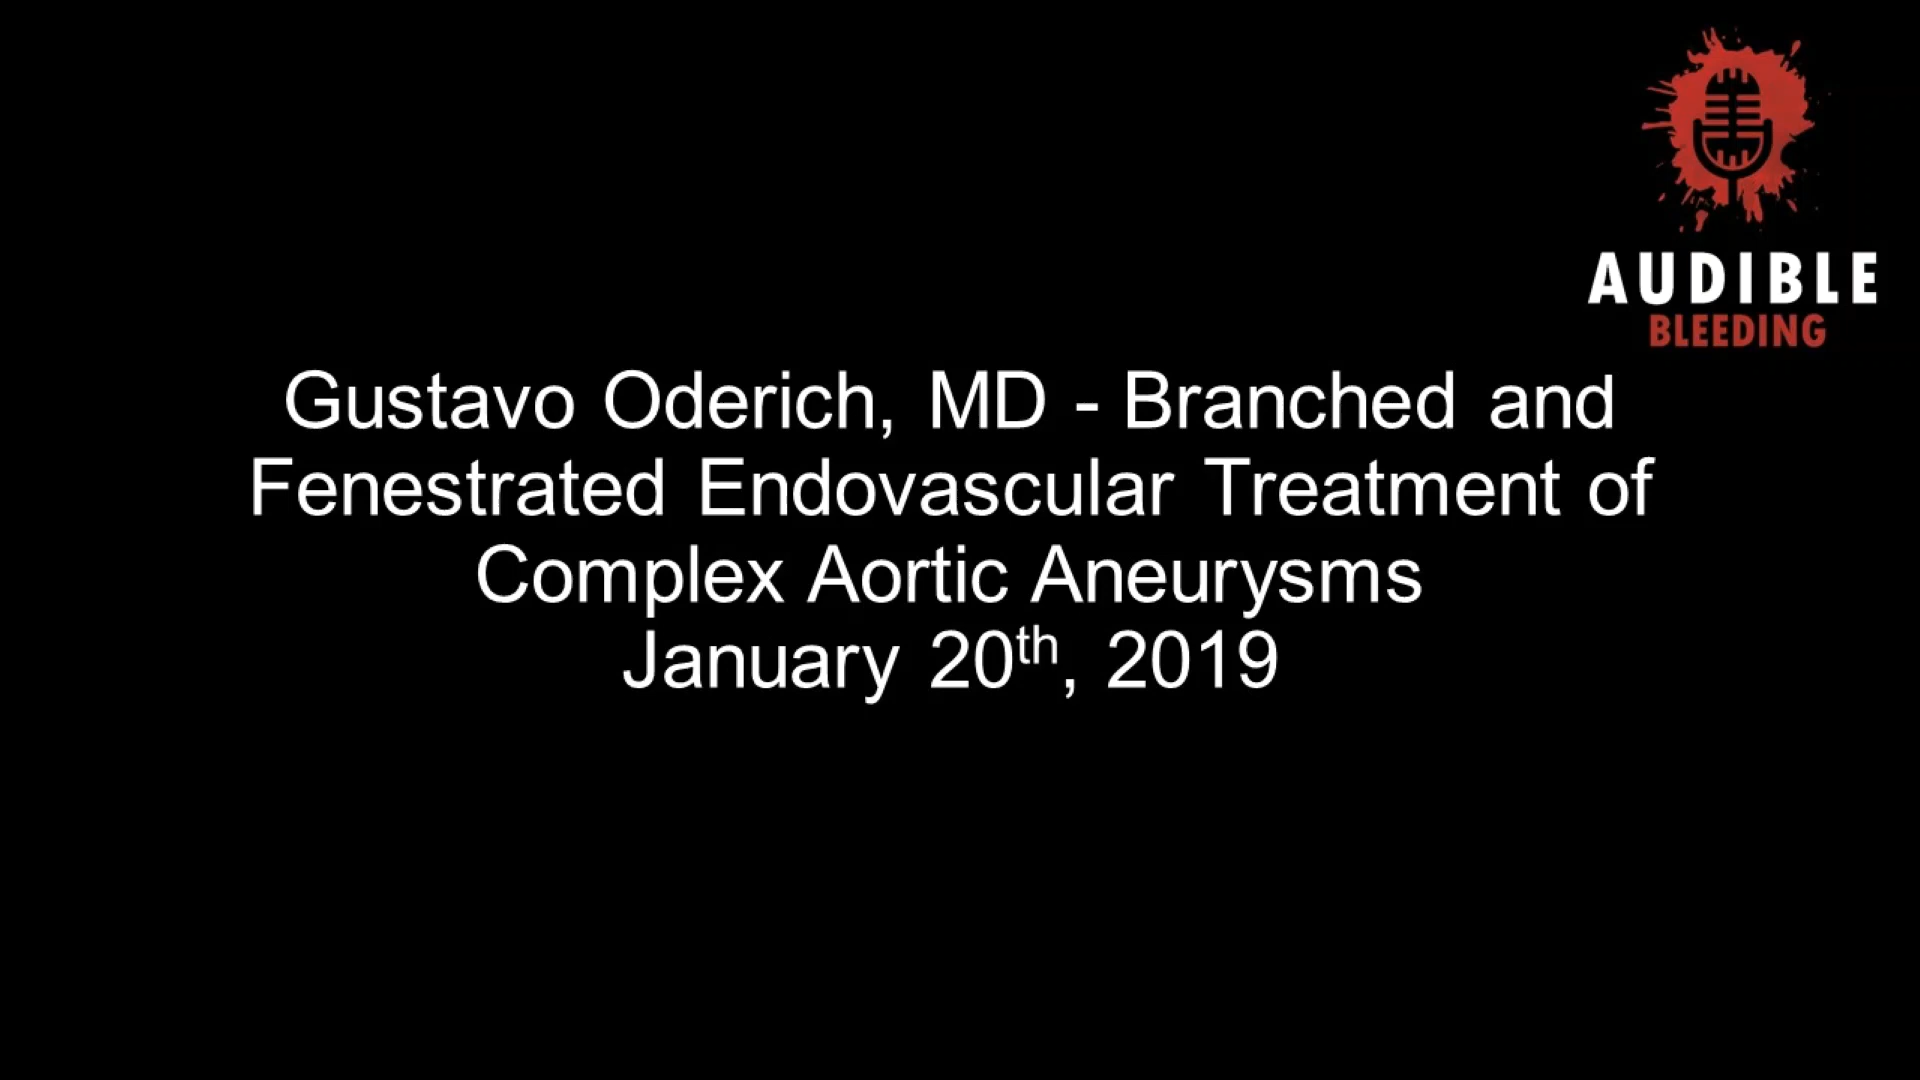 AUDIBLE
BLEEDING
Gustavo Oderich, MD - Branched and
Fenestrated Endovascular Treatment of
Complex Aortic Aneurysms
January 20th, 2019